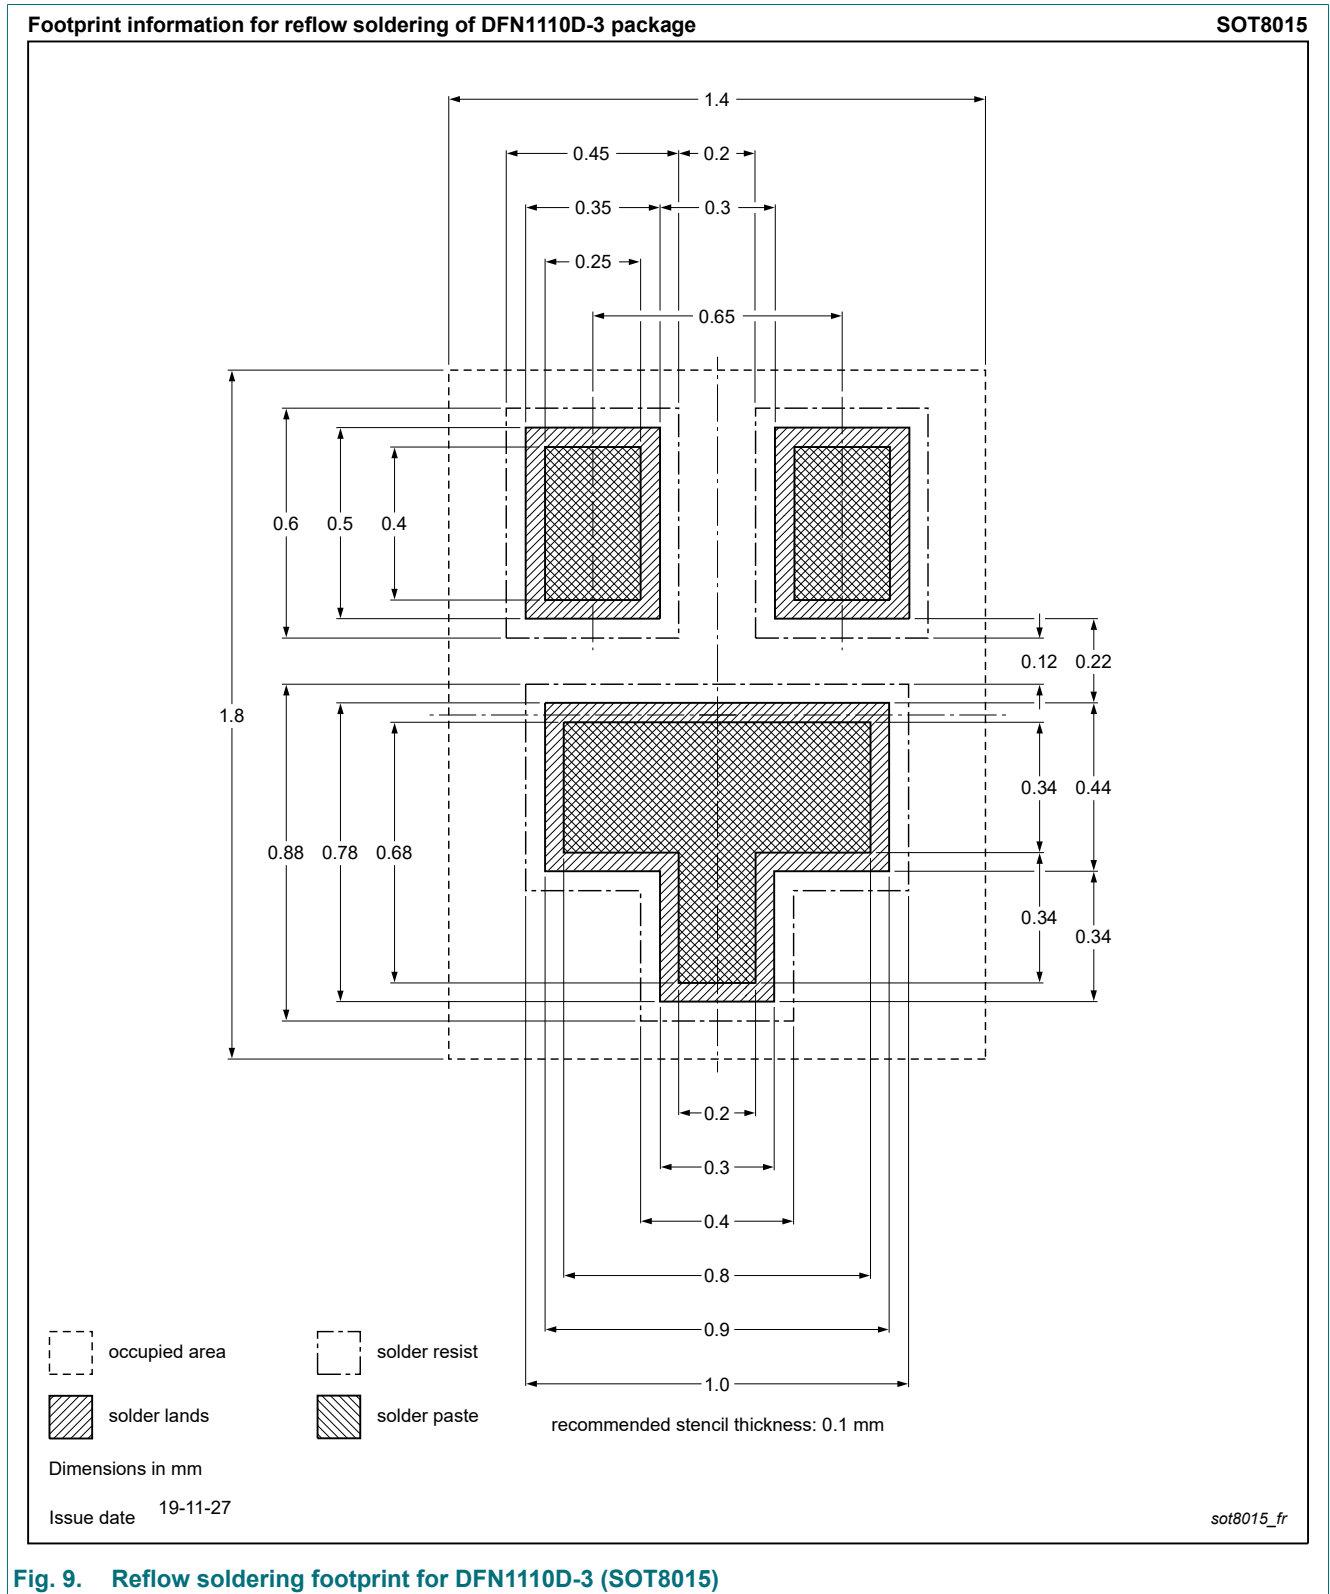 Footprint information for reflow soldering of DFN1110D-3 package SOT8015
1.4
0.45 0.2
0.35 0.3
0.25
0.65
0.6 0.5 0.4
0.12 0.22
1.8
0.34 0.44
0.88 0.78 0.68
0.34 0.34
0.2
0.3
0.4
0.8
0.9
1.0
occupied area solder resist
solder lands solder paste
recommended stencil thickness: 0.1 mm
Dimensions in mm
Issue date 19-11-27
sot8015_fr
Fig. 9. Reflow soldering footprint for DFN1110D-3 (SOT8015)